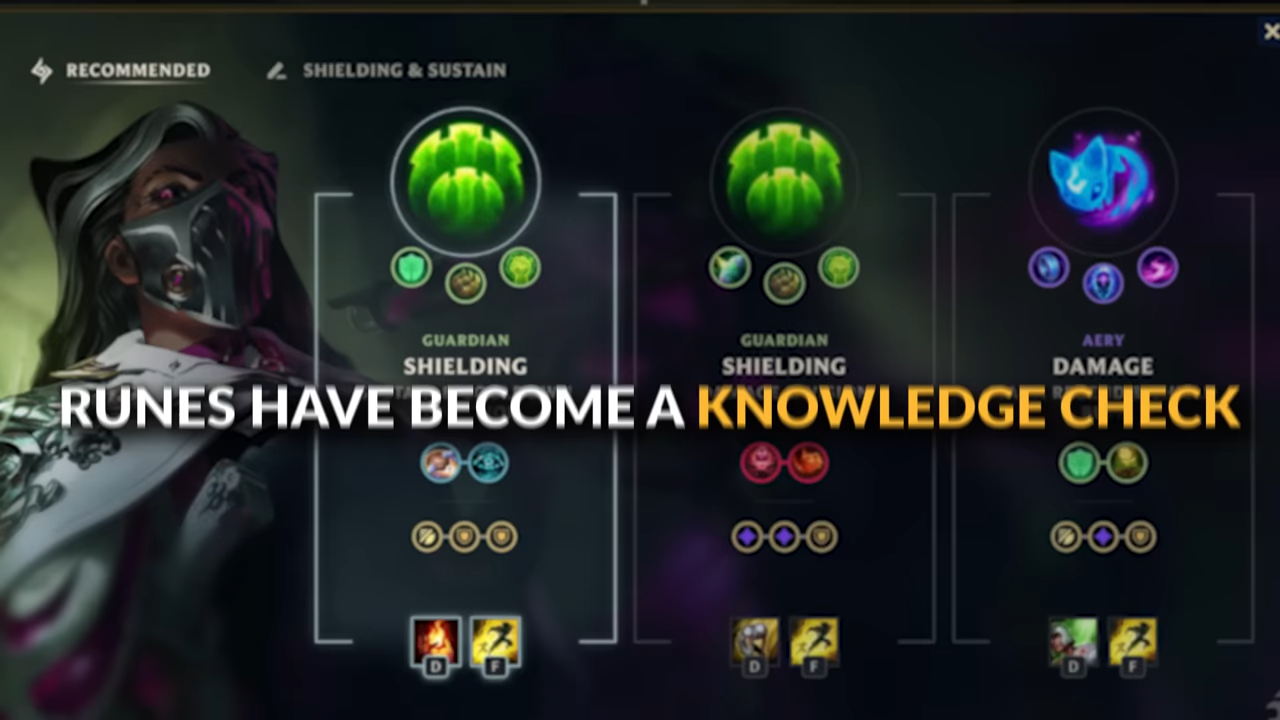 RECOMMENDED
SHIELDING & SUSTAIN
GUARDIAN
SHIELDING
GUARDIAN
SHIELDING
AERY
DAMAGE
RUNES HAVE BECOME A KNOWLEDGE CHECK
D F
D F
D F